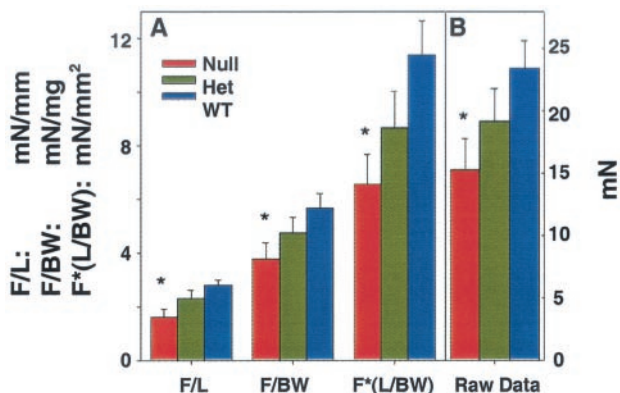 A
B
Null
Het
WT
F/L: mN/mm
F/BW: mN/mg
F*(L/BW): mN/mm²
12
8
4
0
25
20
15
10
5
0
mN
*
*
*
*
F/L F/BW F*(L/BW) Raw Data